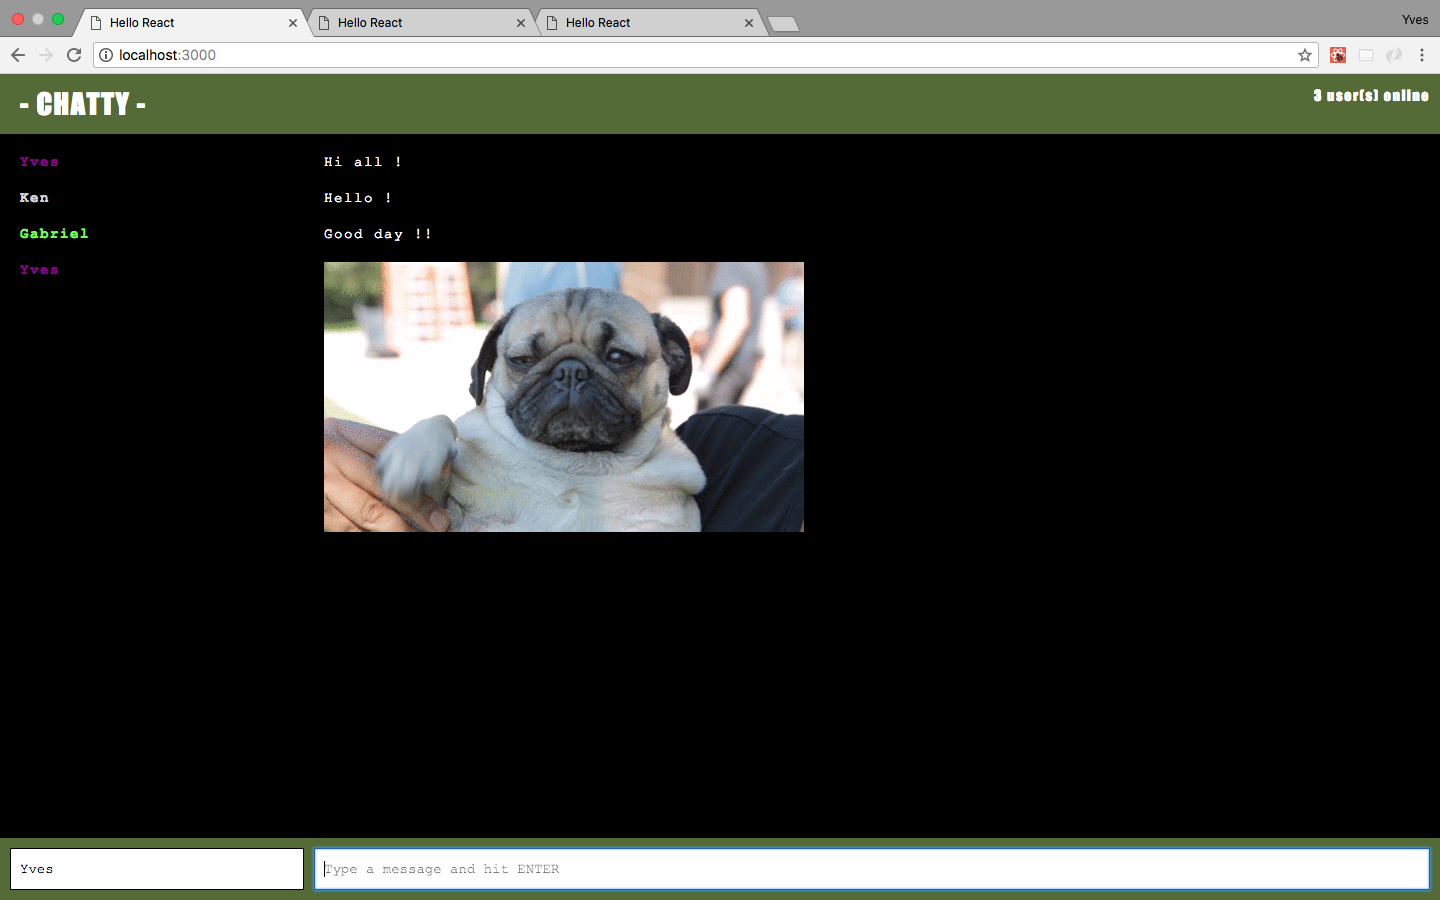 Hello React
Hello React
Hello React
Yves
localhost:3000
- CHATTY -
3 user(s) online
Yves
Hi all !
Ken
Hello !
Gabriel
Good day !!
Yves
Yves
Type a message and hit ENTER